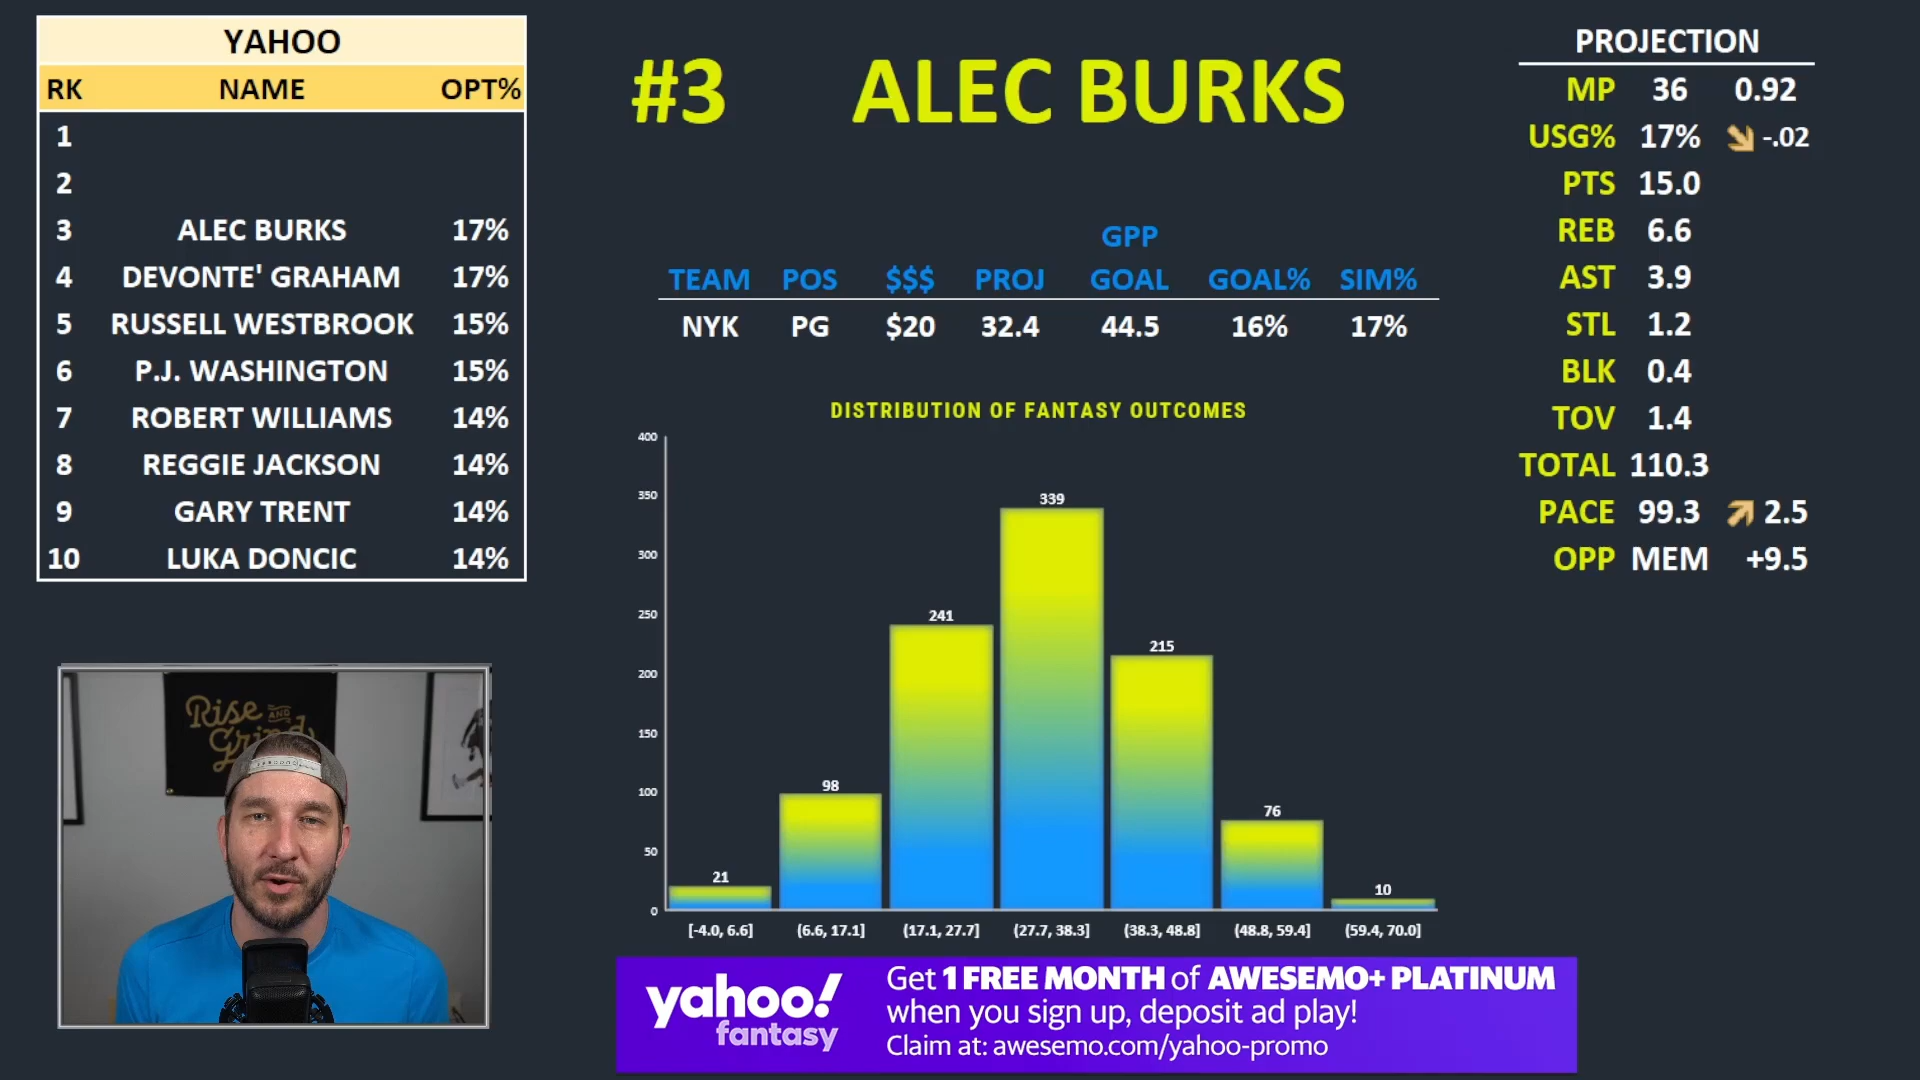 YAHOO
RK NAME OPT%
1
2
3 ALEC BURKS 17%
4 DEVONTE' GRAHAM 17%
5 RUSSELL WESTBROOK 15%
6 P.J. WASHINGTON 15%
7 ROBERT WILLIAMS 14%
8 REGGIE JACKSON 14%
9 GARY TRENT 14%
10 LUKA DONCIC 14%
#3 ALEC BURKS
GPP
TEAM POS $$$ PROJ GOAL GOAL% SIM%
NYK PG $20 32.4 44.5 16% 17%
DISTRIBUTION OF FANTASY OUTCOMES
400
350
300
250
200
150
100
50
0
21 98 241 339 215 76 10
[-4.0, 6.6] (6.6, 17.1] (17.1, 27.7] (27.7, 38.3] (38.3, 48.8] (48.8, 59.4] (59.4, 70.0]
PROJECTION
MP 36 0.92
USG% 17% -.02
PTS 15.0
REB 6.6
AST 3.9
STL 1.2
BLK 0.4
TOV 1.4
TOTAL 110.3
PACE 99.3 2.5
OPP MEM +9.5
Rise AND
Grind
yahoo!
fantasy
Get 1 FREE MONTH of AWESEMO+ PLATINUM
when you sign up, deposit ad play!
Claim at: awesemo.com/yahoo-promo